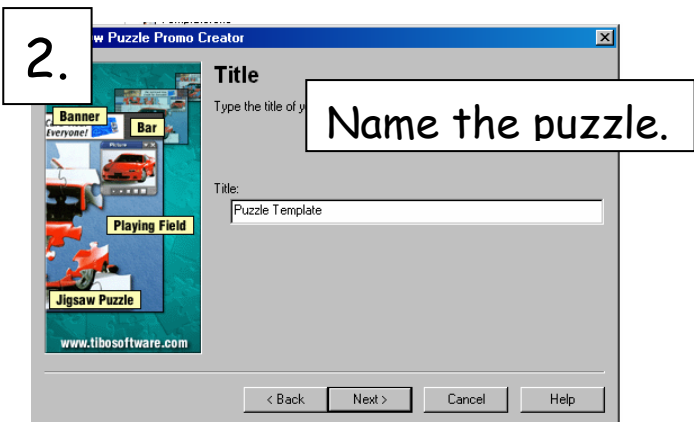 2.
w Puzzle Promo Creator
Title
Type the title of y
Name the puzzle.
Banner
Everyone!
Bar
Picture
Title:
Puzzle Template
Playing Field
Jigsaw Puzzle
www.tibosoftware.com
< Back
Next >
Cancel
Help